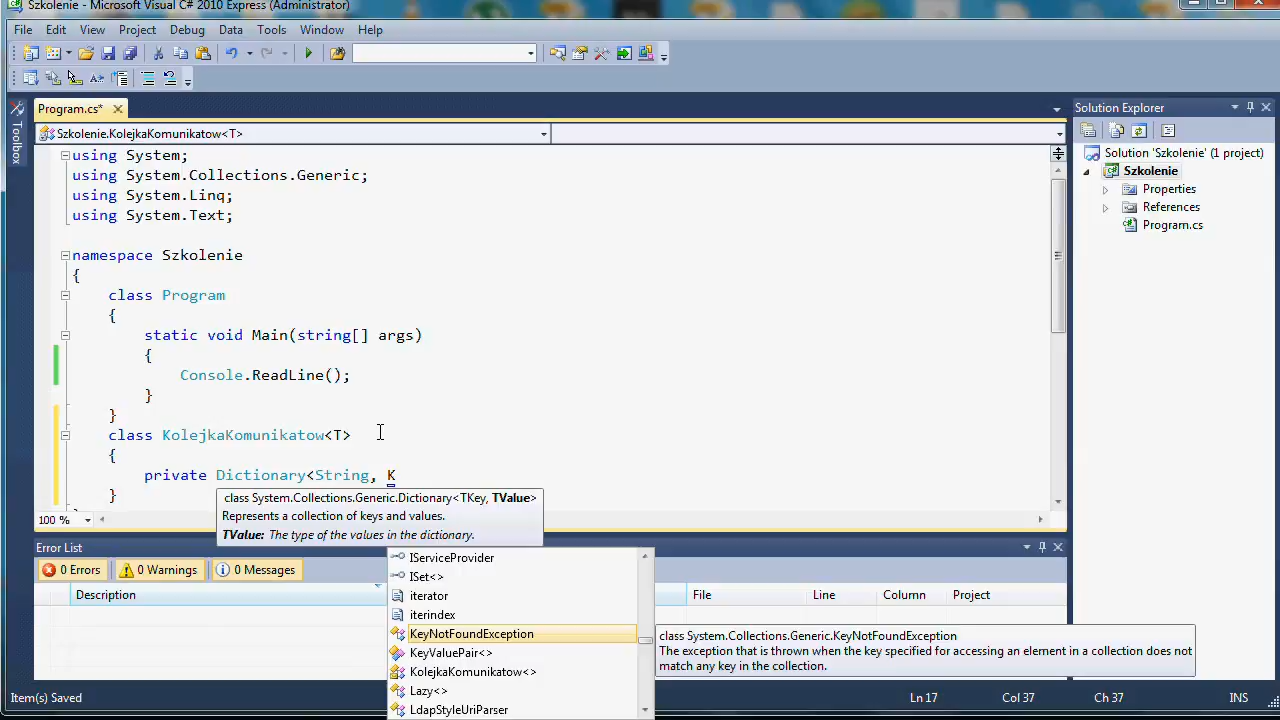 Szkolenie - Microsoft Visual C# 2010 Express (Administrator)
File Edit View Project Debug Data Tools Window Help
Program.cs* Solution Explorer
Szkolenie.KolejkaKomunikatow<T>
Toolbox
using System;
using System.Collections.Generic;
using System.Linq;
using System.Text;
namespace Szkolenie
{
class Program
{
static void Main(string[] args)
{
Console.ReadLine();
}
}
class KolejkaKomunikatow<T>
{
private Dictionary<String, K
}
100 %
class System.Collections.Generic.Dictionary<TKey, TValue>
Represents a collection of keys and values.
TValue: The type of the values in the dictionary.
Solution 'Szkolenie' (1 project)
Szkolenie
Properties
References
Program.cs
Error List
0 Errors 0 Warnings 0 Messages
Description File Line Column Project
IServiceProvider
ISet<>
iterator
iterindex
KeyNotFoundException
KeyValuePair<>
KolejkaKomunikatow<>
Lazy<>
LdapStyleUriParser
class System.Collections.Generic.KeyNotFoundException
The exception that is thrown when the key specified for accessing an element in a collection does not
match any key in the collection.
Item(s) Saved Ln 17 Col 37 Ch 37 INS